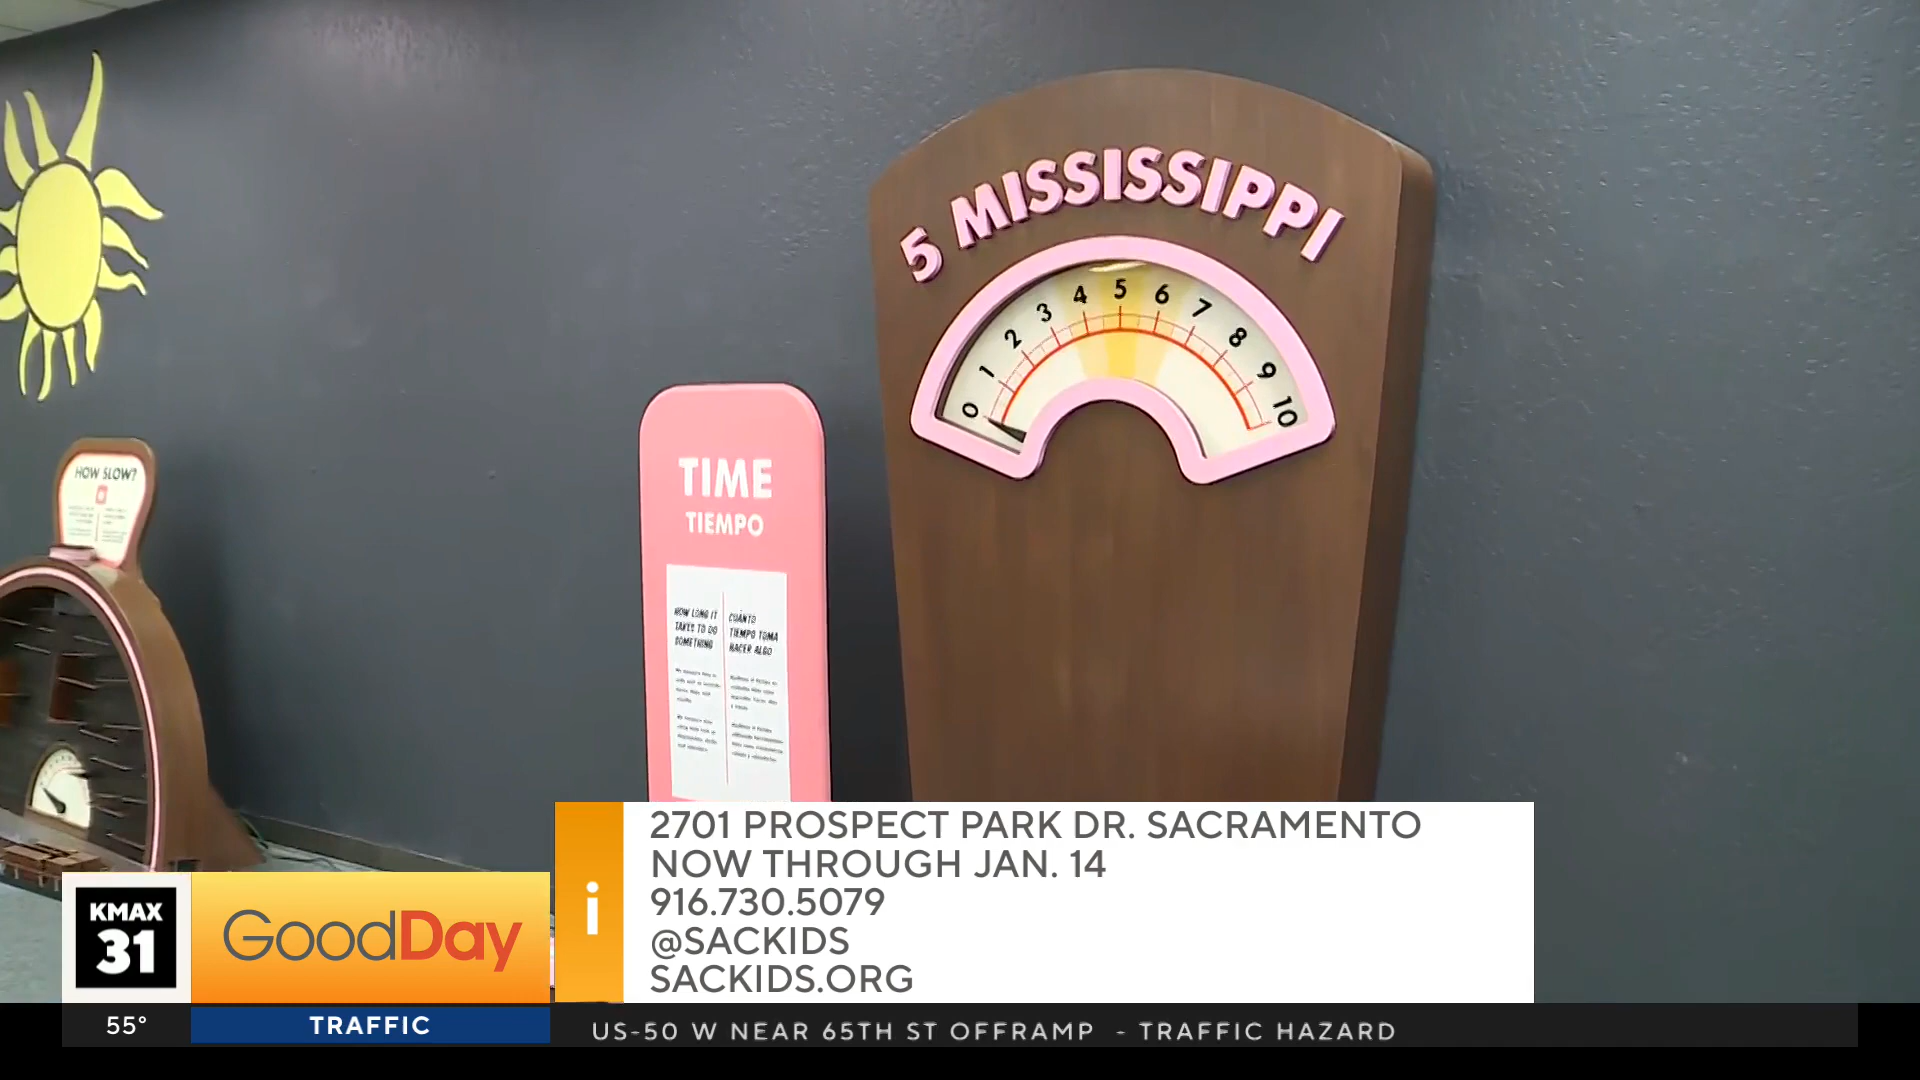 5 MISSISSIPPI
0 1 2 3 4 5 6 7 8 9 10
HOW SLOW?
TIME
TIEMPO
HOW LONG IT
TAKES TO DO
SOMETHING
CUÁNTO
TIEMPO TOMA
HACER ALGO
2701 PROSPECT PARK DR. SACRAMENTO
NOW THROUGH JAN. 14
916.730.5079
@SACKIDS
SACKIDS.ORG
KMAX
31
GoodDay
55°
TRAFFIC
US-50 W NEAR 65TH ST OFFRAMP - TRAFFIC HAZARD